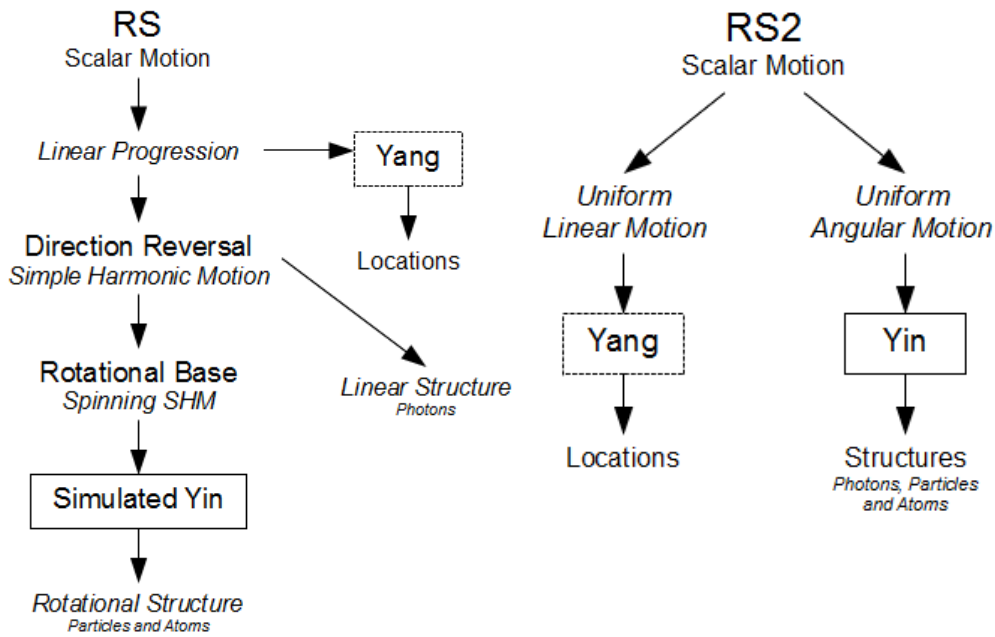 RS
Scalar Motion
Linear Progression
Yang
Locations
Direction Reversal
Simple Harmonic Motion
Linear Structure
Photons
Rotational Base
Spinning SHM
Simulated Yin
Rotational Structure
Particles and Atoms
RS2
Scalar Motion
Uniform
Linear Motion
Yang
Locations
Uniform
Angular Motion
Yin
Structures
Photons, Particles
and Atoms